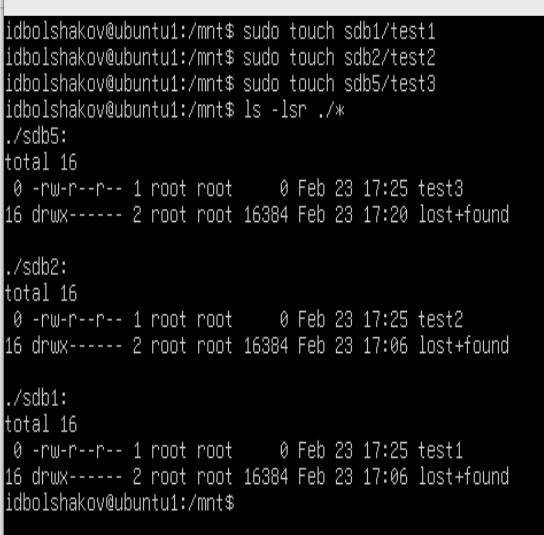 idbolshakov@ubuntu1:/mnt$ sudo touch sdb1/test1
idbolshakov@ubuntu1:/mnt$ sudo touch sdb2/test2
idbolshakov@ubuntu1:/mnt$ sudo touch sdb5/test3
idbolshakov@ubuntu1:/mnt$ ls -lsr ./*
./sdb5:
total 16
 0 -rw-r--r-- 1 root root     0 Feb 23 17:25 test3
16 drwx------ 2 root root 16384 Feb 23 17:20 lost+found

./sdb2:
total 16
 0 -rw-r--r-- 1 root root     0 Feb 23 17:25 test2
16 drwx------ 2 root root 16384 Feb 23 17:06 lost+found

./sdb1:
total 16
 0 -rw-r--r-- 1 root root     0 Feb 23 17:25 test1
16 drwx------ 2 root root 16384 Feb 23 17:06 lost+found
idbolshakov@ubuntu1:/mnt$